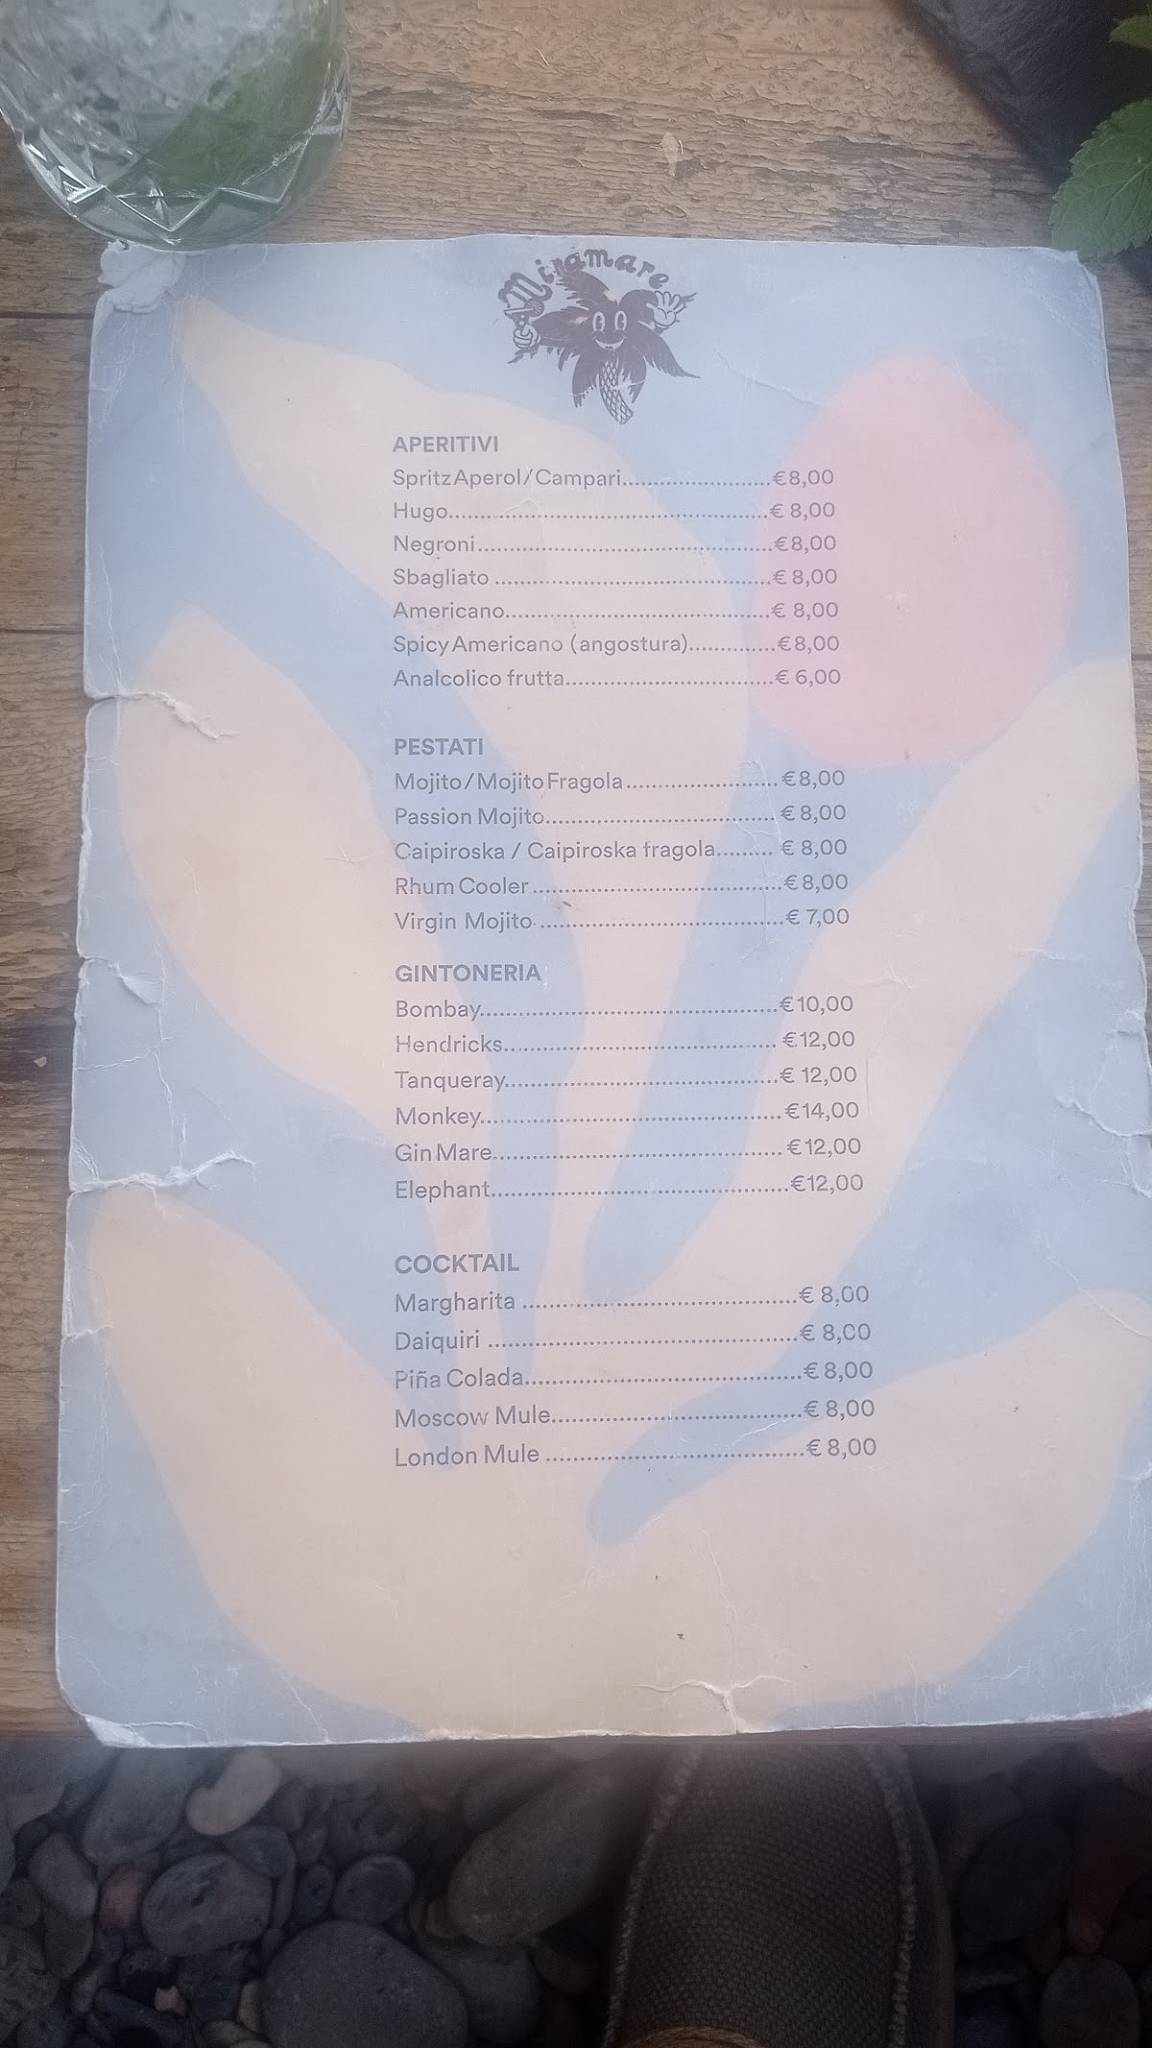 Miramare
APERITIVI
Spritz Aperol / Campari......................€8,00
Hugo................................................€ 8,00
Negroni............................................€8,00
Sbagliato .........................................€ 8,00
Americano.......................................€ 8,00
Spicy Americano (angostura).............€8,00
Analcolico frutta...............................€ 6,00
PESTATI
Mojito / Mojito Fragola.......................€8,00
Passion Mojito.................................. € 8,00
Caipiroska / Caipiroska fragola......... € 8,00
Rhum Cooler.....................................€8,00
Virgin Mojito.....................................€ 7,00
GINTONERIA
Bombay............................................€10,00
Hendricks......................................... €12,00
Tanqueray.........................................€ 12,00
Monkey.............................................€14,00
Gin Mare........................................... €12,00
Elephant............................................€12,00
COCKTAIL
Margharita .........................................€ 8,00
Daiquiri ..............................................€ 8,00
Piña Colada.........................................€ 8,00
Moscow Mule.....................................€ 8,00
London Mule ......................................€ 8,00